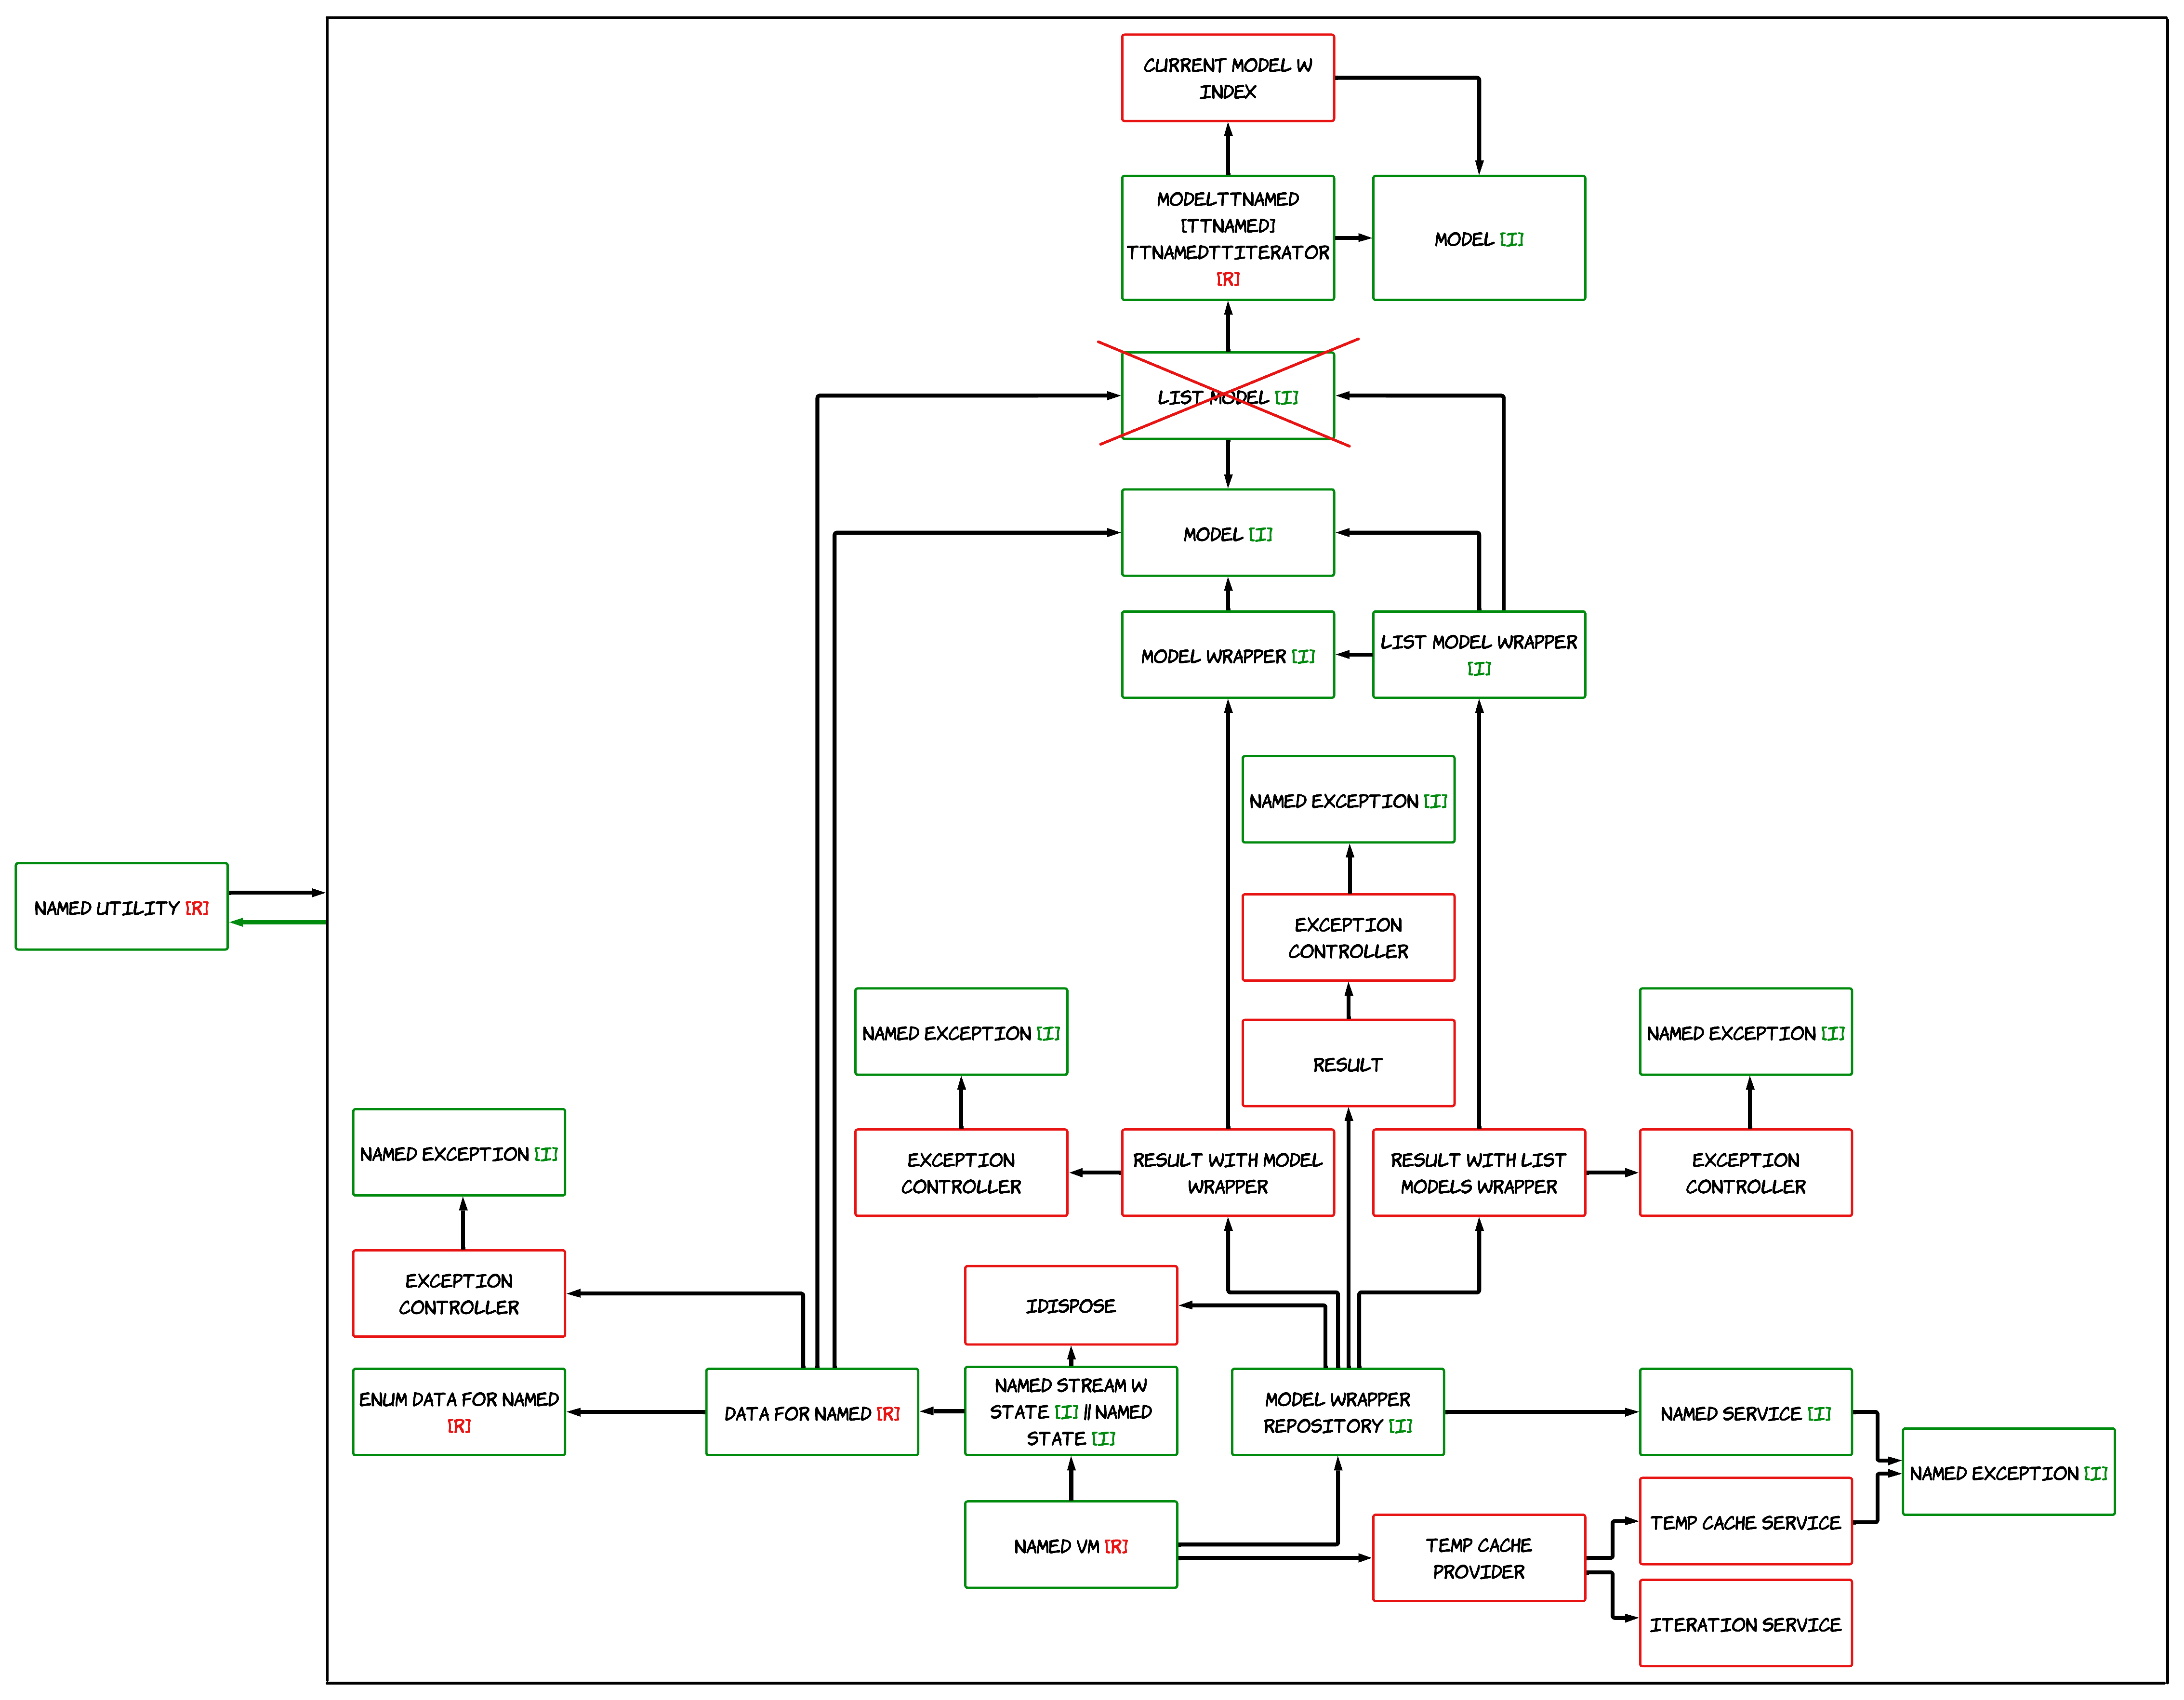 CURRENT MODEL W
INDEX
MODELTTNAMED
[TTNAMED]
TTNAMEDTTITERATOR
[R]
MODEL [I]
LIST MODEL [I]
MODEL [I]
MODEL WRAPPER [I]
LIST MODEL WRAPPER
[I]
NAMED EXCEPTION [I]
NAMED UTILITY [R]
EXCEPTION
CONTROLLER
NAMED EXCEPTION [I]
RESULT
NAMED EXCEPTION [I]
NAMED EXCEPTION [I]
EXCEPTION
CONTROLLER
RESULT WITH MODEL
WRAPPER
RESULT WITH LIST
MODELS WRAPPER
EXCEPTION
CONTROLLER
EXCEPTION
CONTROLLER
IDISPOSE
ENUM DATA FOR NAMED
[R]
DATA FOR NAMED [R]
NAMED STREAM W
STATE [I] || NAMED
STATE [I]
MODEL WRAPPER
REPOSITORY [I]
NAMED SERVICE [I]
NAMED EXCEPTION [I]
NAMED VM [R]
TEMP CACHE
PROVIDER
TEMP CACHE SERVICE
ITERATION SERVICE